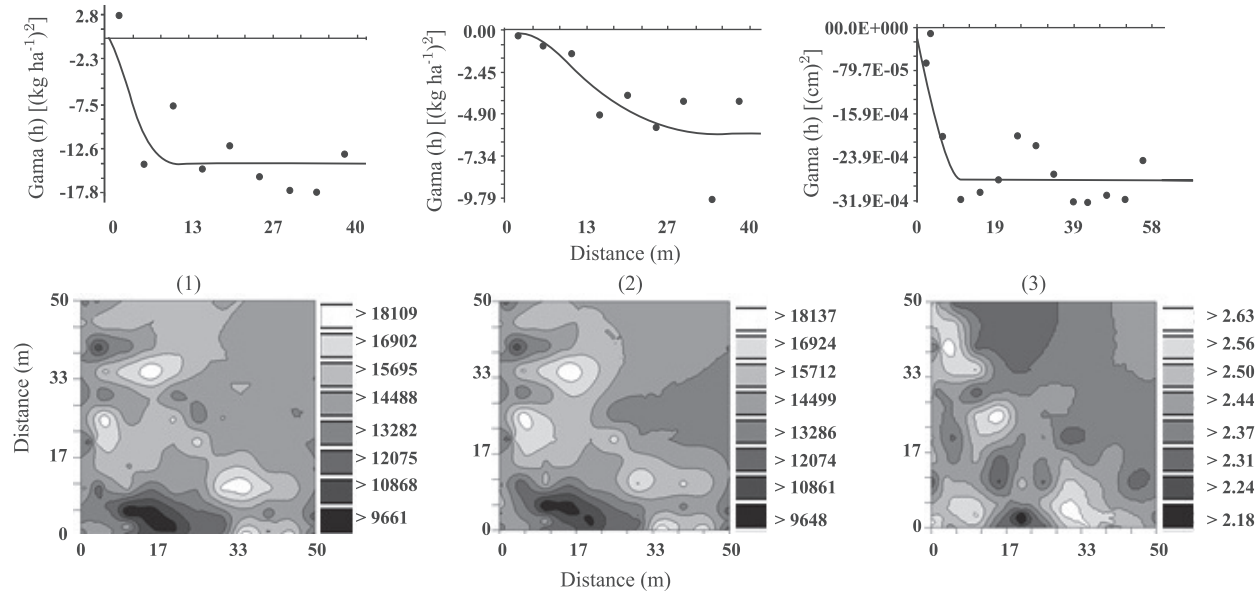 Gama (h) [(kg ha-1)2]
2.8
-2.3
-7.5
-12.6
-17.8
0 13 27 40
Gama (h) [(kg ha-1)2]
0.00
-2.45
-4.90
-7.34
-9.79
0 13 27 40
Distance (m)
Gama (h) [(cm)2]
00.0E+000
-79.7E-05
-15.9E-04
-23.9E-04
-31.9E-04
0 19 39 58
(1)
Distance (m)
50
33
17
0
0 17 33 50
> 18109
> 16902
> 15695
> 14488
> 13282
> 12075
> 10868
> 9661
(2)
50
33
17
0
0 17 33 50
Distance (m)
> 18137
> 16924
> 15712
> 14499
> 13286
> 12074
> 10861
> 9648
(3)
50
33
17
0
0 17 33 50
> 2.63
> 2.56
> 2.50
> 2.44
> 2.37
> 2.31
> 2.24
> 2.18